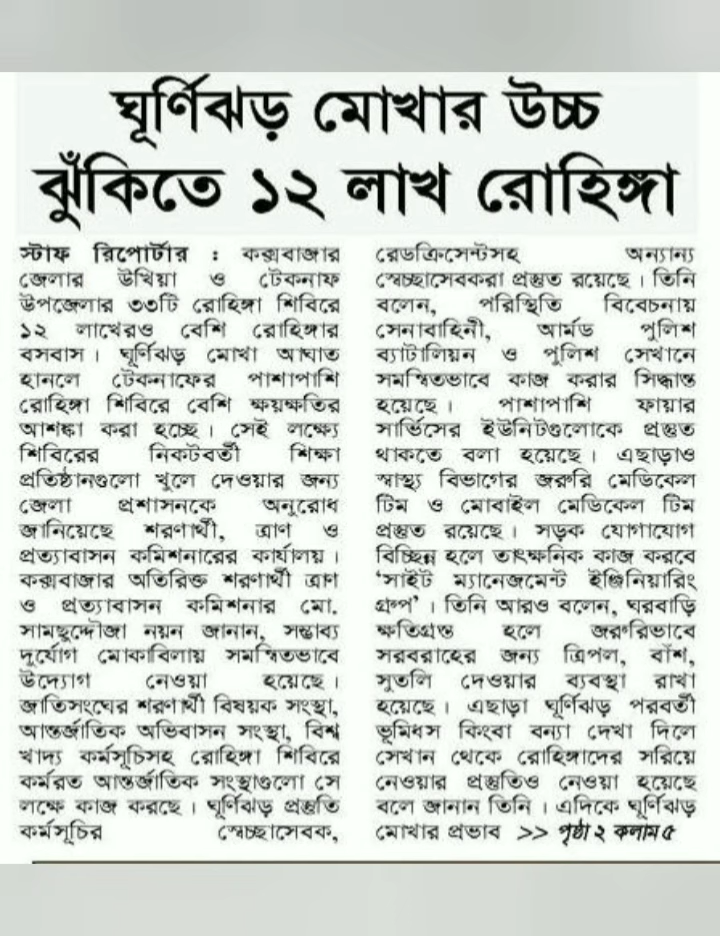 ঘূর্ণিঝড় মোখার উচ্চ
ঝুঁকিতে ১২ লাখ রোহিঙ্গা
স্টাফ রিপোর্টার : কক্সবাজার
জেলার উখিয়া ও টেকনাফ
উপজেলার ৩৩টি রোহিঙ্গা শিবিরে
১২ লাখেরও বেশি রোহিঙ্গার
বসবাস। ঘূর্ণিঝড় মোখা আঘাত
হানলে টেকনাফের পাশাপাশি
রোহিঙ্গা শিবিরে বেশি ক্ষয়ক্ষতির
আশঙ্কা করা হচ্ছে। সেই লক্ষ্যে
শিবিরের নিকটবর্তী শিক্ষা
প্রতিষ্ঠানগুলো খুলে দেওয়ার জন্য
জেলা প্রশাসনকে অনুরোধ
জানিয়েছে শরণার্থী, ত্রাণ ও
প্রত্যাবাসন কমিশনারের কার্যালয়।
কক্সবাজার অতিরিক্ত শরণার্থী ত্রাণ
ও প্রত্যাবাসন কমিশনার মো.
সামছুদ্দৌজা নয়ন জানান, সম্ভাব্য
দুর্যোগ মোকাবিলায় সমন্বিতভাবে
উদ্যোগ নেওয়া হয়েছে।
জাতিসংঘের শরণার্থী বিষয়ক সংস্থা,
আন্তর্জাতিক অভিবাসন সংস্থা, বিশ্ব
খাদ্য কর্মসূচিসহ রোহিঙ্গা শিবিরে
কর্মরত আন্তর্জাতিক সংস্থাগুলো সে
লক্ষে কাজ করছে। ঘূর্ণিঝড় প্রস্তুতি
কর্মসূচির স্বেচ্ছাসেবক,
রেডক্রিসেন্টসহ অন্যান্য
স্বেচ্ছাসেবকরা প্রস্তুত রয়েছে। তিনি
বলেন, পরিস্থিতি বিবেচনায়
সেনাবাহিনী, আর্মড পুলিশ
ব্যাটালিয়ন ও পুলিশ সেখানে
সমন্বিতভাবে কাজ করার সিদ্ধান্ত
হয়েছে। পাশাপাশি ফায়ার
সার্ভিসের ইউনিটগুলোকে প্রস্তুত
থাকতে বলা হয়েছে। এছাড়াও
স্বাস্থ্য বিভাগের জরুরি মেডিকেল
টিম ও মোবাইল মেডিকেল টিম
প্রস্তুত রয়েছে। সড়ক যোগাযোগ
বিচ্ছিন্ন হলে তাৎক্ষনিক কাজ করবে
‘সাইট ম্যানেজমেন্ট ইঞ্জিনিয়ারিং
গ্রুপ’। তিনি আরও বলেন, ঘরবাড়ি
ক্ষতিগ্রস্ত হলে জরুরিভাবে
সরবরাহের জন্য ত্রিপল, বাঁশ,
সুতলি দেওয়ার ব্যবস্থা রাখা
হয়েছে। এছাড়া ঘূর্ণিঝড় পরবর্তী
ভূমিধস কিংবা বন্যা দেখা দিলে
সেখান থেকে রোহিঙ্গাদের সরিয়ে
নেওয়ার প্রস্তুতিও নেওয়া হয়েছে
বলে জানান তিনি। এদিকে ঘূর্ণিঝড়
মোখার প্রভাব >> পৃষ্ঠা ২ কলাম ৫